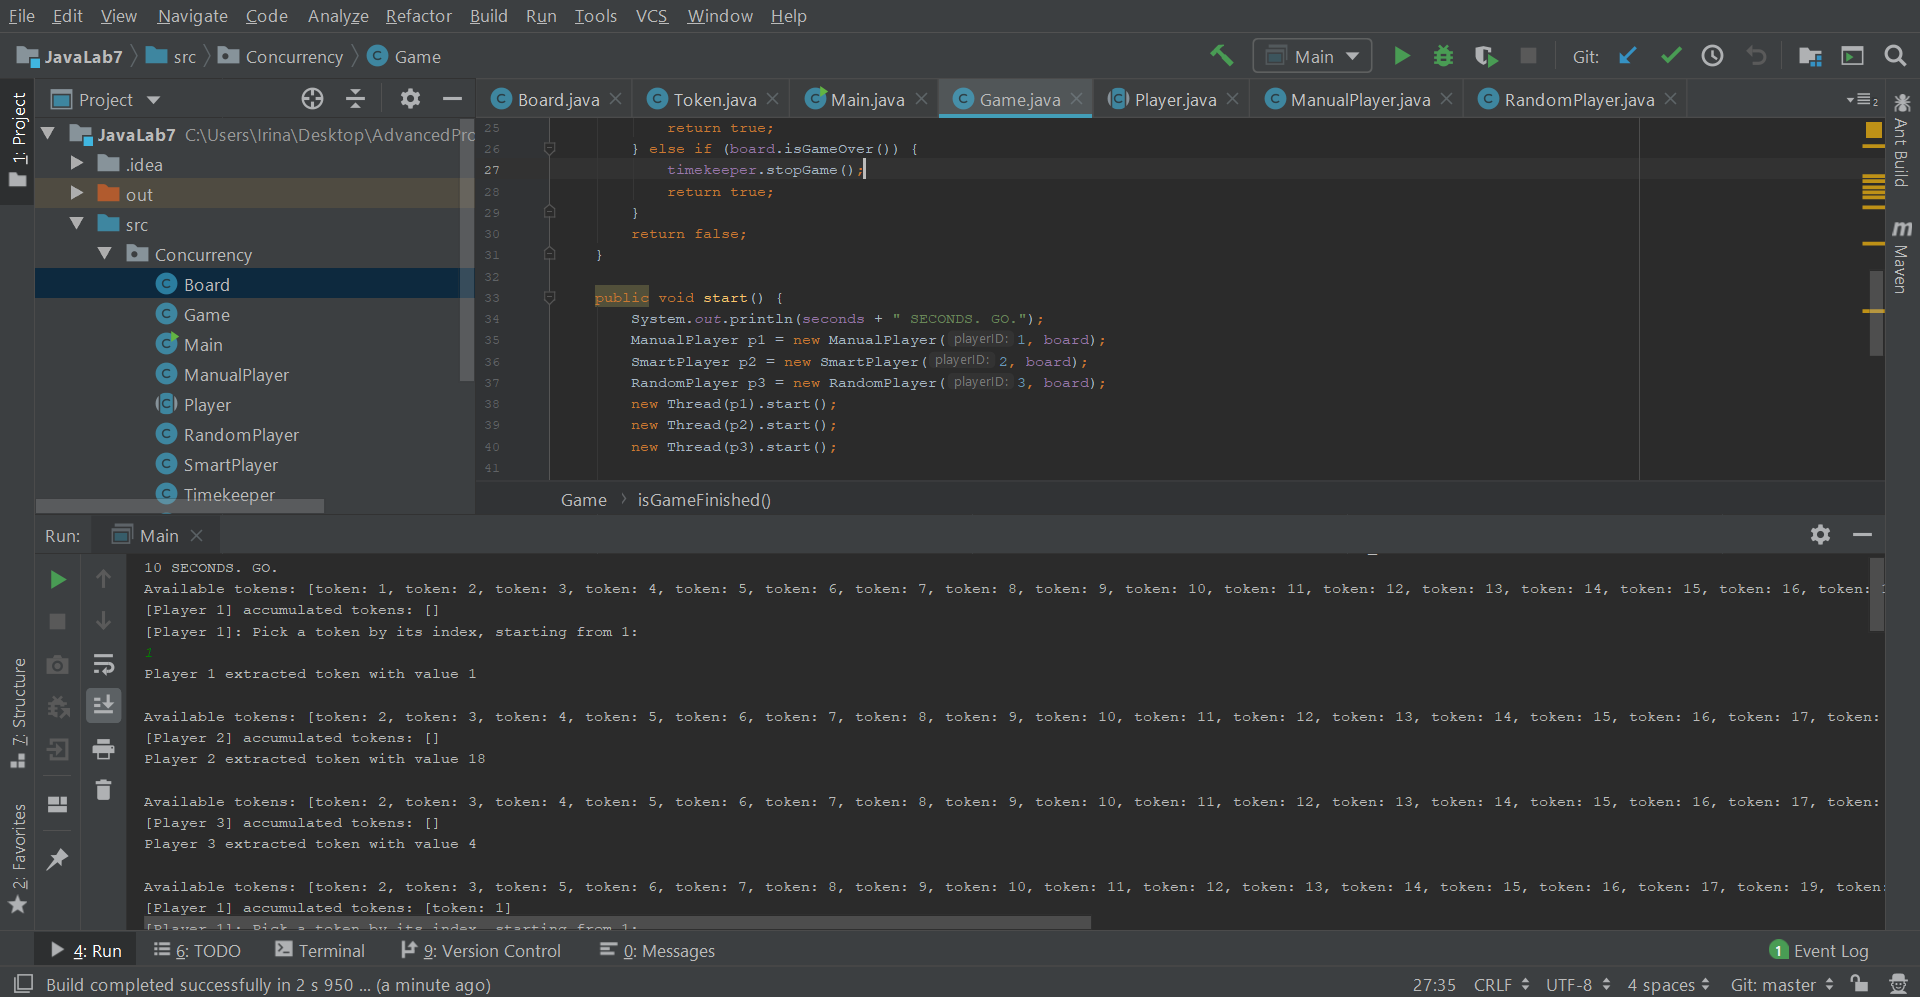 File Edit View Navigate Code Analyze Refactor Build Run Tools VCS Window Help
JavaLab7 src Concurrency Game Main Git:
1: Project
Project
Board.java Token.java Main.java Game.java Player.java ManualPlayer.java RandomPlayer.java 2
JavaLab7 C:\Users\Irina\Desktop\AdvancedPro
.idea
out
src
Concurrency
Board
Game
Main
ManualPlayer
Player
RandomPlayer
SmartPlayer
Timekeeper
25 return true;
26 } else if (board.isGameOver()) {
27 timekeeper.stopGame();
28 return true;
29 }
30 return false;
31 }
32
33 public void start() {
34 System.out.println(seconds + " SECONDS. GO.");
35 ManualPlayer p1 = new ManualPlayer( playerID: 1, board);
36 SmartPlayer p2 = new SmartPlayer( playerID: 2, board);
37 RandomPlayer p3 = new RandomPlayer( playerID: 3, board);
38 new Thread(p1).start();
39 new Thread(p2).start();
40 new Thread(p3).start();
41
Game isGameFinished()
Ant Build
m Maven
Run: Main
10 SECONDS. GO.
Available tokens: [token: 1, token: 2, token: 3, token: 4, token: 5, token: 6, token: 7, token: 8, token: 9, token: 10, token: 11, token: 12, token: 13, token: 14, token: 15, token: 16, token: 1
[Player 1] accumulated tokens: []
[Player 1]: Pick a token by its index, starting from 1:
1
Player 1 extracted token with value 1
Available tokens: [token: 2, token: 3, token: 4, token: 5, token: 6, token: 7, token: 8, token: 9, token: 10, token: 11, token: 12, token: 13, token: 14, token: 15, token: 16, token: 17, token:
[Player 2] accumulated tokens: []
Player 2 extracted token with value 18
Available tokens: [token: 2, token: 3, token: 4, token: 5, token: 6, token: 7, token: 8, token: 9, token: 10, token: 11, token: 12, token: 13, token: 14, token: 15, token: 16, token: 17, token:
[Player 3] accumulated tokens: []
Player 3 extracted token with value 4
Available tokens: [token: 2, token: 3, token: 5, token: 6, token: 7, token: 8, token: 9, token: 10, token: 11, token: 12, token: 13, token: 14, token: 15, token: 16, token: 17, token: 19, token:
[Player 1] accumulated tokens: [token: 1]
[Player 1]: Pick a token by its index, starting from 1:
7: Structure
2: Favorites
4: Run 6: TODO Terminal 9: Version Control 0: Messages 1 Event Log
Build completed successfully in 2 s 950 ... (a minute ago) 27:35 CRLF UTF-8 4 spaces Git: master